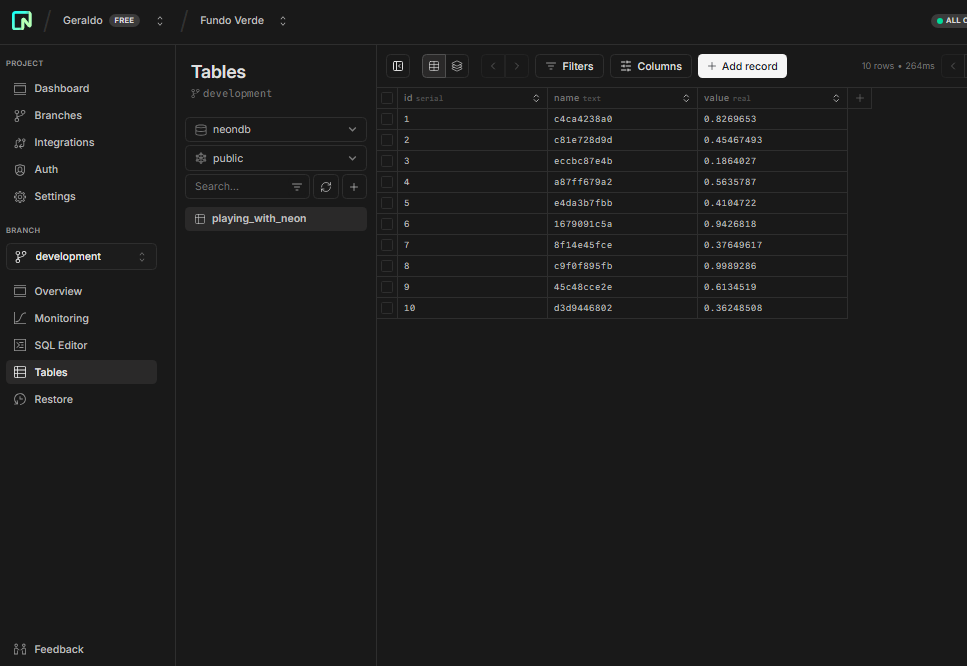 Geraldo FREE Fundo Verde ALL
PROJECT
Dashboard
Branches
Integrations
Auth
Settings
BRANCH
development
Overview
Monitoring
SQL Editor
Tables
Restore
Feedback
Tables
development
neondb
public
Search...
playing_with_neon
Filters Columns Add record 10 rows • 264ms
id serial name text value real
1 c4ca4238a0 0.8269653
2 c81e728d9d 0.45467493
3 eccbc87e4b 0.1864027
4 a87ff679a2 0.5635787
5 e4da3b7fbb 0.4104722
6 1679091c5a 0.9426818
7 8f14e45fce 0.37649617
8 c9f0f895fb 0.9989286
9 45c48cce2e 0.6134519
10 d3d9446802 0.36248508